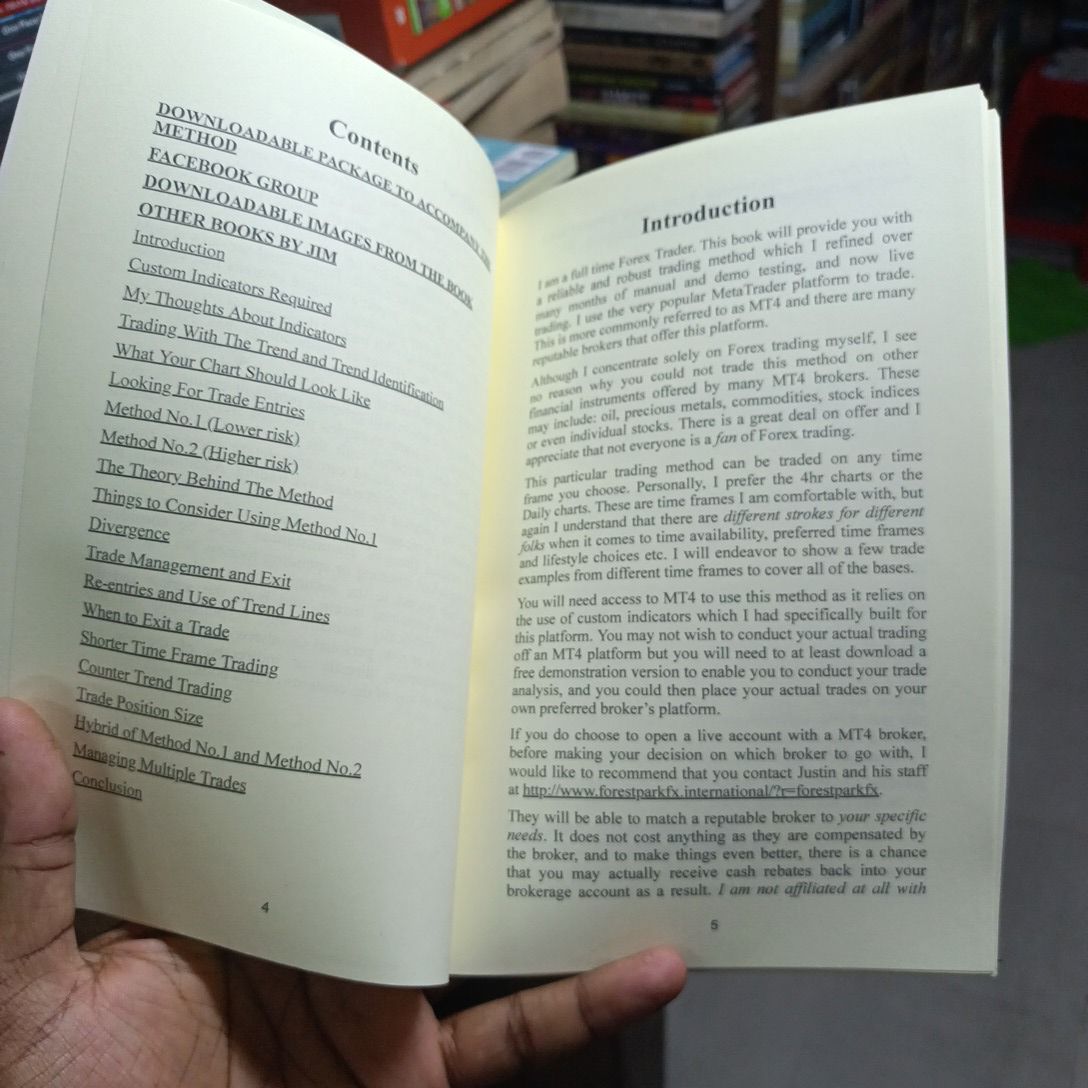 Contents
DOWNLOADABLE PACKAGE TO ACCOMPANY THE
METHOD
FACEBOOK GROUP
DOWNLOADABLE IMAGES FROM THE BOOK
OTHER BOOKS BY JIM
Introduction
Custom Indicators Required
My Thoughts About Indicators
Trading With The Trend and Trend Identification
What Your Chart Should Look Like
Looking For Trade Entries
Method No.1 (Lower risk)
Method No.2 (Higher risk)
The Theory Behind The Method
Things to Consider Using Method No.1
Divergence
Trade Management and Exit
Re-entries and Use of Trend Lines
When to Exit a Trade
Shorter Time Frame Trading
Counter Trend Trading
Trade Position Size
Hybrid of Method No.1 and Method No.2
Managing Multiple Trades
Conclusion
4
Introduction
I am a full time Forex Trader. This book will provide you with
a reliable and robust trading method which I refined over
many months of manual and demo testing, and now live
trading. I use the very popular MetaTrader platform to trade.
This is more commonly referred to as MT4 and there are many
reputable brokers that offer this platform.
Although I concentrate solely on Forex trading myself, I see
no reason why you could not trade this method on other
financial instruments offered by many MT4 brokers. These
may include: oil, precious metals, commodities, stock indices
or even individual stocks. There is a great deal on offer and I
appreciate that not everyone is a fan of Forex trading.
This particular trading method can be traded on any time
frame you choose. Personally, I prefer the 4hr charts or the
Daily charts. These are time frames I am comfortable with, but
again I understand that there are different strokes for different
folks when it comes to time availability, preferred time frames
and lifestyle choices etc. I will endeavor to show a few trade
examples from different time frames to cover all of the bases.
You will need access to MT4 to use this method as it relies on
the use of custom indicators which I had specifically built for
this platform. You may not wish to conduct your actual trading
off an MT4 platform but you will need to at least download a
free demonstration version to enable you to conduct your trade
analysis, and you could then place your actual trades on your
own preferred broker's platform.
If you do choose to open a live account with a MT4 broker,
before making your decision on which broker to go with, I
would like to recommend that you contact Justin and his staff
at http://www.forestparkfx.international/?r=forestparkfx.
They will be able to match a reputable broker to your specific
needs. It does not cost anything as they are compensated by
the broker, and to make things even better, there is a chance
that you may actually receive cash rebates back into your
brokerage account as a result. I am not affiliated at all with
5